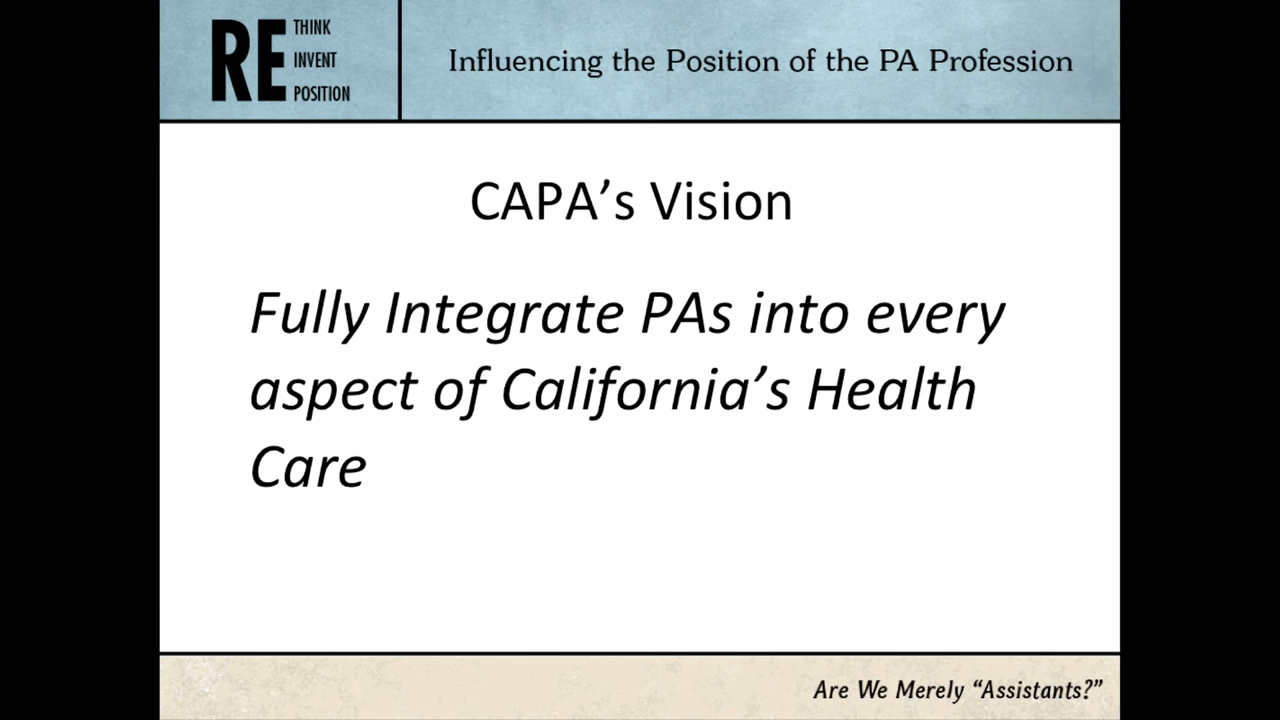 RE THINK
INVENT
POSITION
Influencing the Position of the PA Profession
CAPA’s Vision
Fully Integrate PAs into every
aspect of California’s Health
Care
Are We Merely “Assistants?”